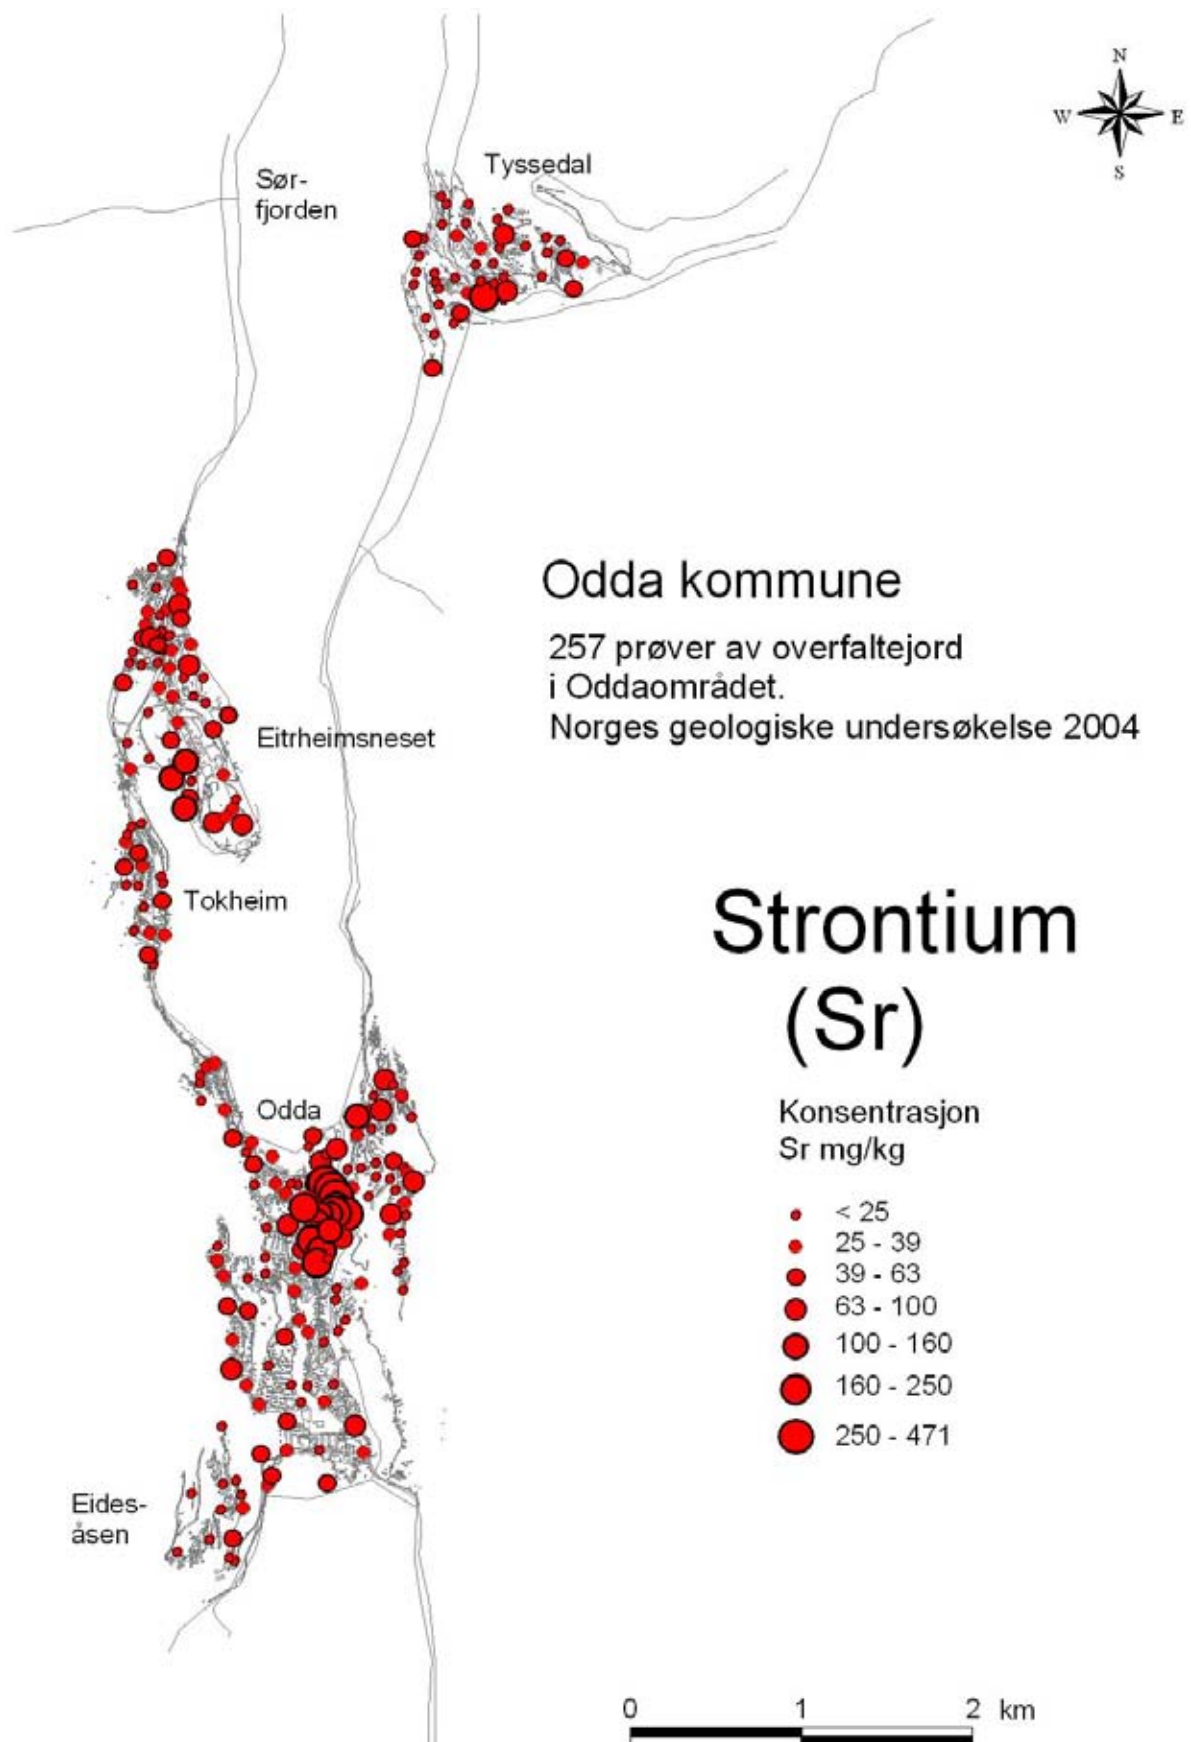 N
W E
S
Tyssedal
Sør-
fjorden
Odda kommune
257 prøver av overfaltejord
i Oddaområdet.
Norges geologiske undersøkelse 2004
Eitrheimsneset
Tokheim
Strontium
(Sr)
Konsentrasjon
Sr mg/kg
Odda
< 25
25 - 39
39 - 63
63 - 100
100 - 160
160 - 250
250 - 471
Eides-
åsen
0 1 2 km